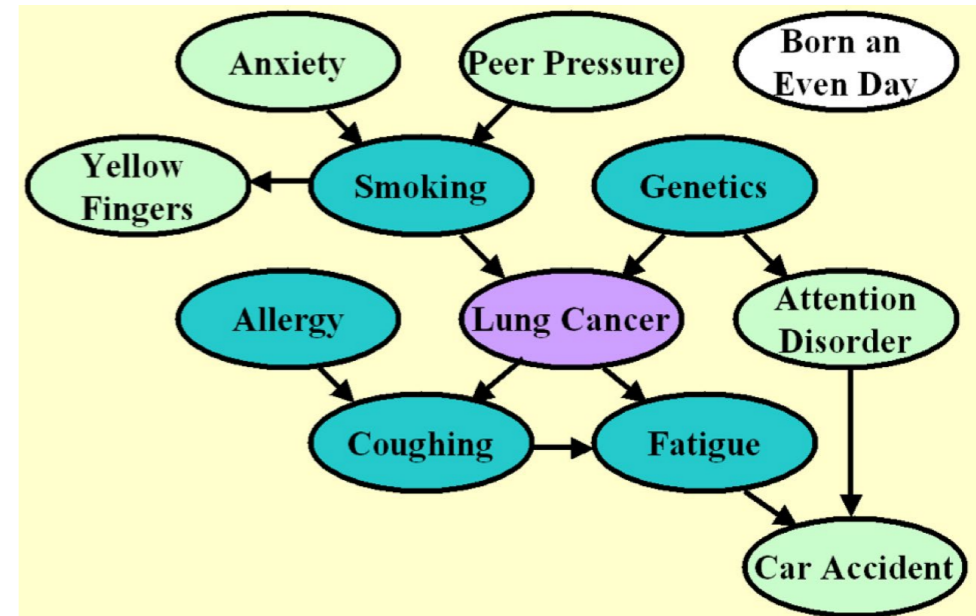 Anxiety
Peer Pressure
Born an
Even Day
Yellow
Fingers
Smoking
Genetics
Allergy
Lung Cancer
Attention
Disorder
Coughing
Fatigue
Car Accident